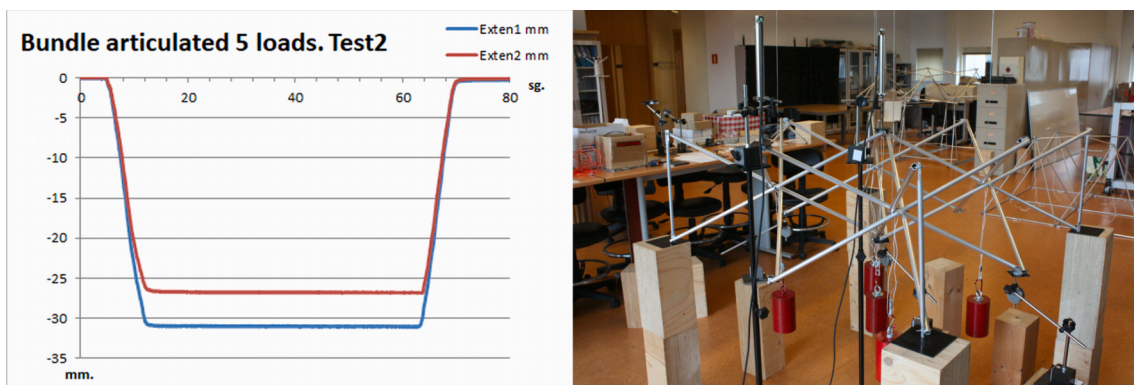 Bundle articulated 5 loads. Test2
Exten1 mm
Exten2 mm
0
-5
-10
-15
-20
-25
-30
-35
0 20 40 60 80
sg.
mm.